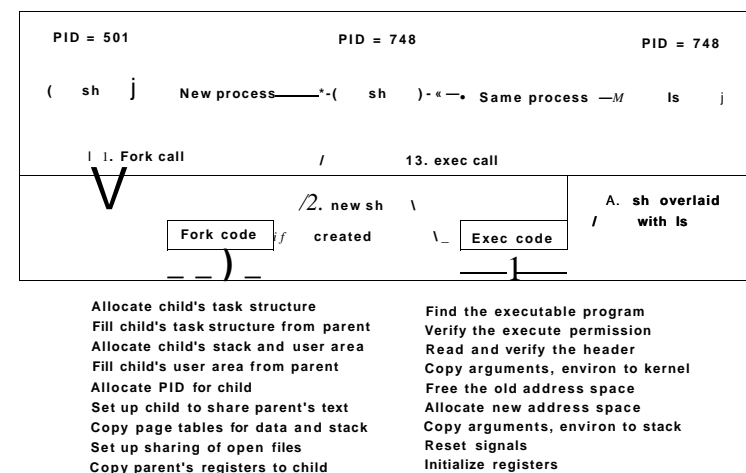 PID = 501
PID = 748
PID = 748
( sh j
New process *-( sh )-«—• Same process —M ls j
| 1. Fork call
/ 13. exec call
V
/2. new sh \
A. sh overlaid
/ with ls
Fork code if created \_ Exec code
_ _ ) _
—1—
Allocate child's task structure
Fill child's task structure from parent
Allocate child's stack and user area
Fill child's user area from parent
Allocate PID for child
Set up child to share parent's text
Copy page tables for data and stack
Set up sharing of open files
Copy parent's registers to child
Find the executable program
Verify the execute permission
Read and verify the header
Copy arguments, environ to kernel
Free the old address space
Allocate new address space
Copy arguments, environ to stack
Reset signals
Initialize registers